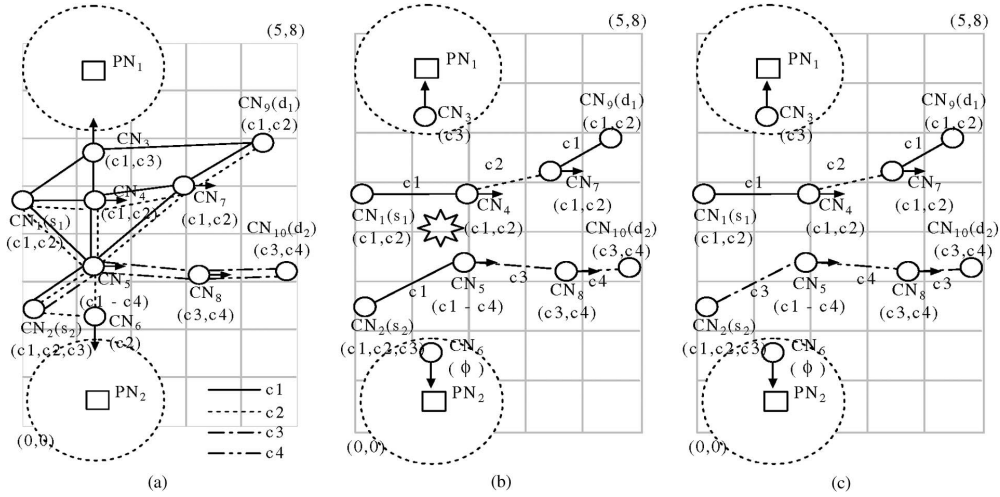 (5,8)
PN1
CN9(d1)
(c1,c2)
CN3
(c1,c3)
CN4
(c1,c2)
CN7
(c1,c2)
CN1(s1)
(c1,c2)
CN10(d2)
(c3,c4)
CN5
(c1 - c4)
CN8
(c3,c4)
CN2(s2)
(c1,c2,c3)
CN6
(c2)
PN2
c1
c2
c3
c4
(0,0)
(a)
(5,8)
PN1
CN3
(c3)
CN9(d1)
(c1,c2)
c1
c2
c1
CN7
(c1,c2)
CN1(s1)
(c1,c2)
CN4
(c1,c2)
CN10(d2)
(c3,c4)
CN5
(c1 - c4)
c3
c4
c1
CN8
(c3,c4)
CN2(s2)
(c1,c2,c3)
CN6
(ϕ)
PN2
(0,0)
(b)
(5,8)
PN1
CN3
(c3)
CN9(d1)
(c1,c2)
c1
c2
c1
CN7
(c1,c2)
CN1(s1)
(c1,c2)
CN4
(c1,c2)
CN10(d2)
(c3,c4)
CN5
(c1 - c4)
c4
c3
c3
CN8
(c3,c4)
CN2(s2)
(c1,c2,c3)
CN6
(ϕ)
PN2
(0,0)
(c)